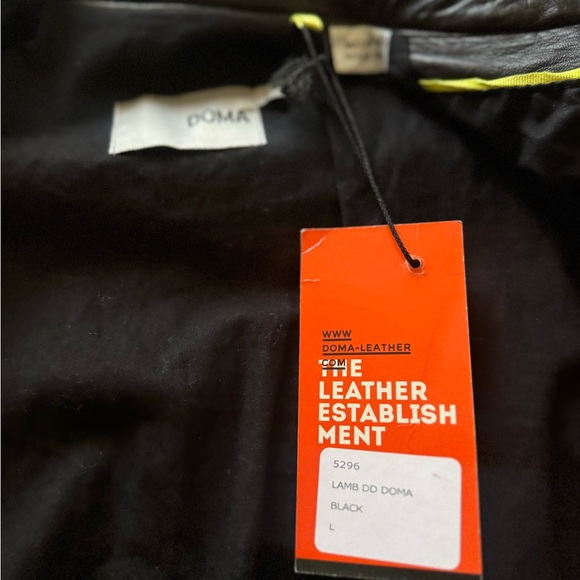 DOMA
WWW
DOMA-LEATHER
COM
THE
LEATHER
ESTABLISH
MENT
5296
LAMB DD DOMA
BLACK
L